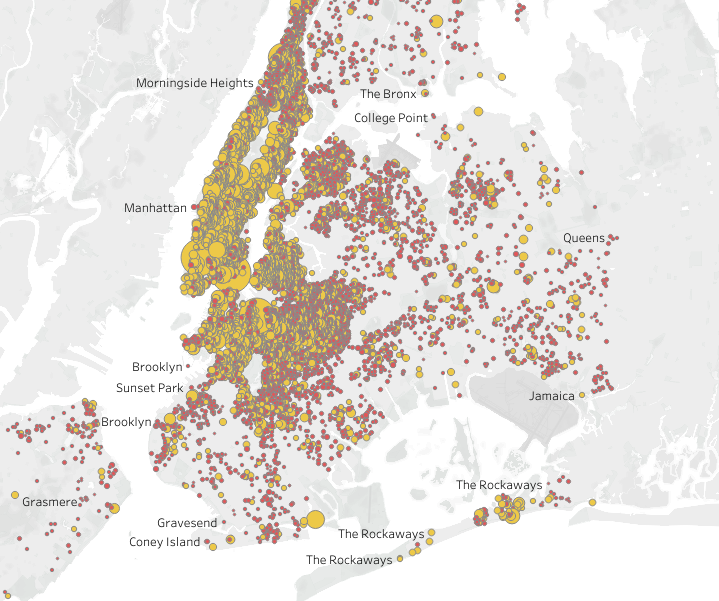 Morningside Heights
The Bronx
College Point
Manhattan
Queens
Brooklyn
Sunset Park
Jamaica
Brooklyn
The Rockaways
Grasmere
Gravesend
The Rockaways
Coney Island
The Rockaways